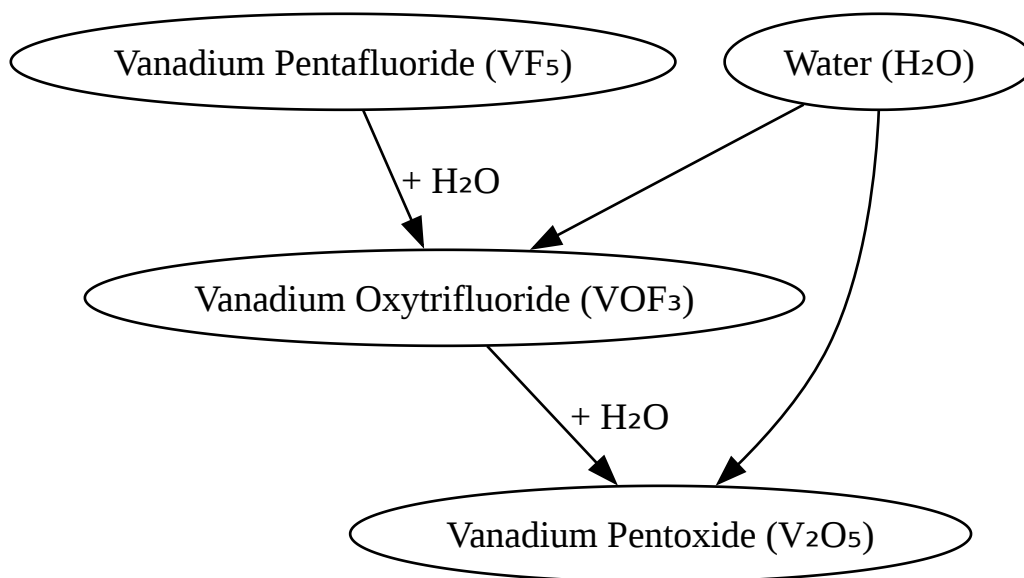 Vanadium Pentafluoride (VF₅)
Water (H₂O)
+ H₂O
Vanadium Oxytrifluoride (VOF₃)
+ H₂O
Vanadium Pentoxide (V₂O₅)